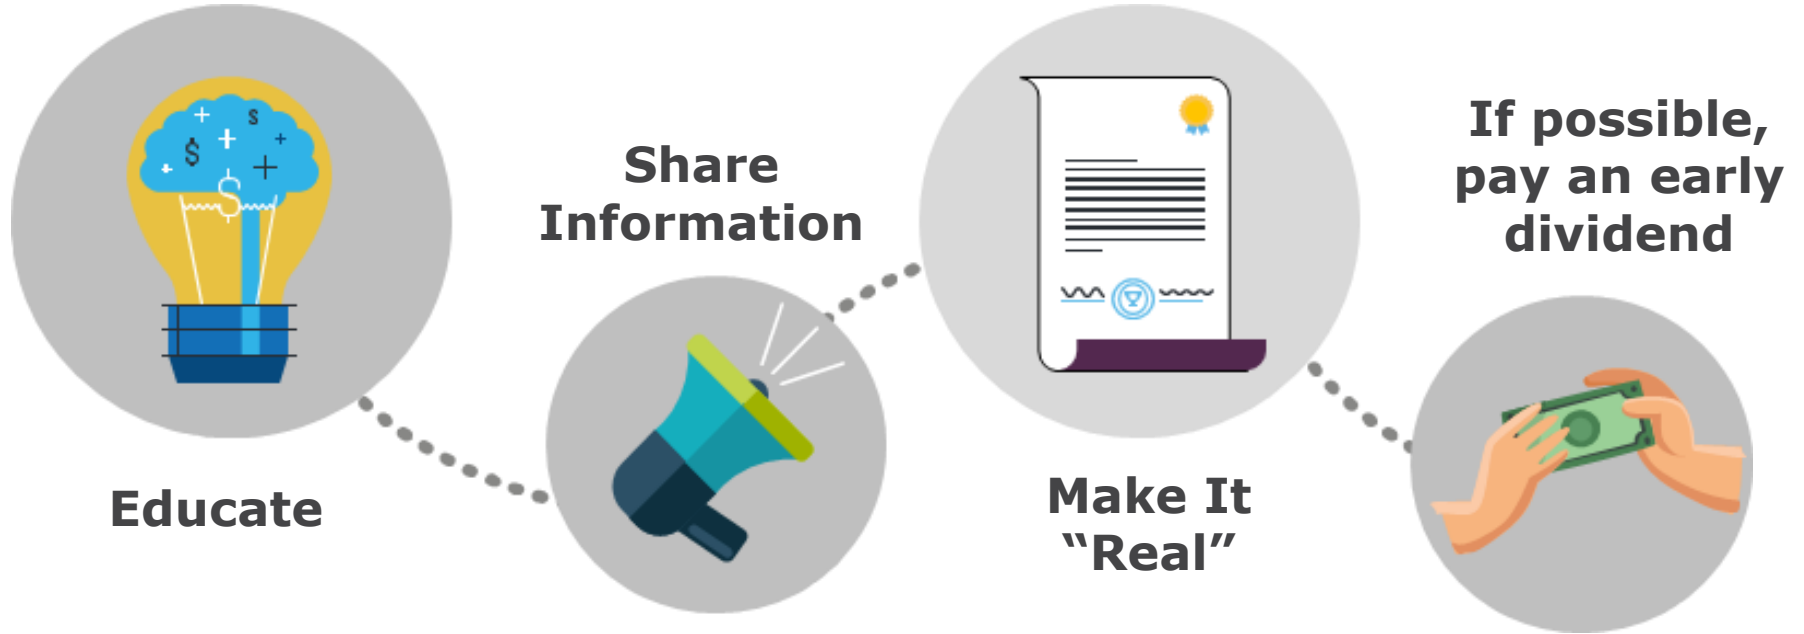 Educate
Share
Information
Make It
“Real”
If possible,
pay an early
dividend